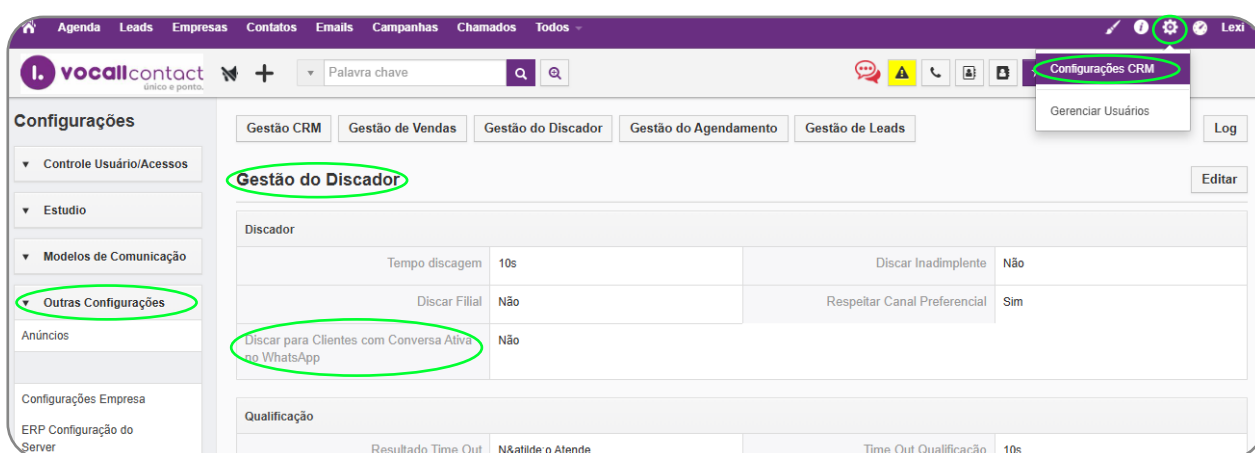 Agenda Leads Empresas Contatos Emails Campanhas Chamados Todos Lexi
vocallcontact
único e ponto.
Palavra chave
Configurações CRM
Gerenciar Usuários
Configurações
Gestão CRM Gestão de Vendas Gestão do Discador Gestão do Agendamento Gestão de Leads Log
Controle Usuário/Acessos
Gestão do Discador Editar
Estudio
Discador
Modelos de Comunicação
Tempo discagem 10s Discar Inadimplente Não
Outras Configurações
Discar Filial Não Respeitar Canal Preferencial Sim
Anúncios
Discar para Clientes com Conversa Ativa Não
no WhatsApp
Configurações Empresa
Qualificação
ERP Configuração do
Server
Resultado Time Out N&atilde;o Atende Time Out Qualificação 10s